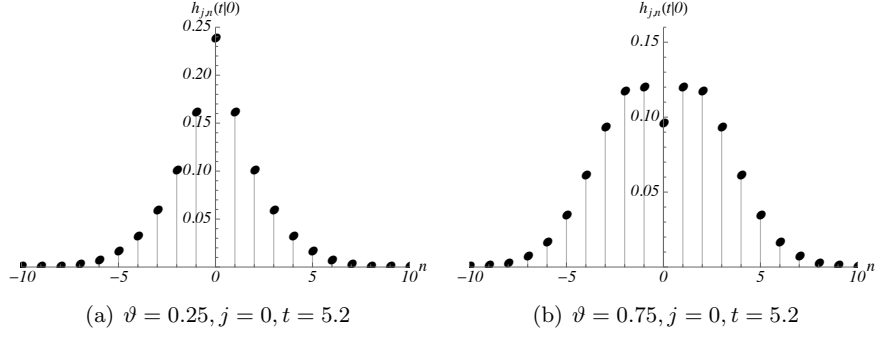 h_{j,n}(t|0) h_{j,n}(t|0)
0.25
0.20
0.15
0.10
0.05
−10 −5 0 5 10 n
0.15
0.10
0.05
−10 −5 0 5 10 n
(a) ϑ = 0.25, j = 0, t = 5.2 (b) ϑ = 0.75, j = 0, t = 5.2